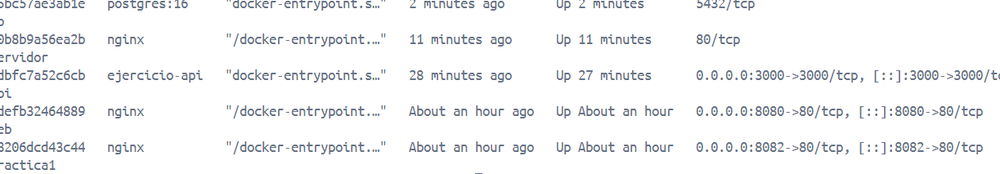 5bc57ae3ab1e postgres:16 "docker-entrypoint.s…" 2 minutes ago Up 2 minutes 5432/tcp
o
0b8b9a56ea2b nginx "/docker-entrypoint.…" 11 minutes ago Up 11 minutes 80/tcp
ervidor
dbfc7a52c6cb ejercicio-api "docker-entrypoint.s…" 28 minutes ago Up 27 minutes 0.0.0.0:3000->3000/tcp, [::]:3000->3000/tc
pi
defb32464889 nginx "/docker-entrypoint.…" About an hour ago Up About an hour 0.0.0.0:8080->80/tcp, [::]:8080->80/tcp
eb
8206dcd43c44 nginx "/docker-entrypoint.…" About an hour ago Up About an hour 0.0.0.0:8082->80/tcp, [::]:8082->80/tcp
ractica1